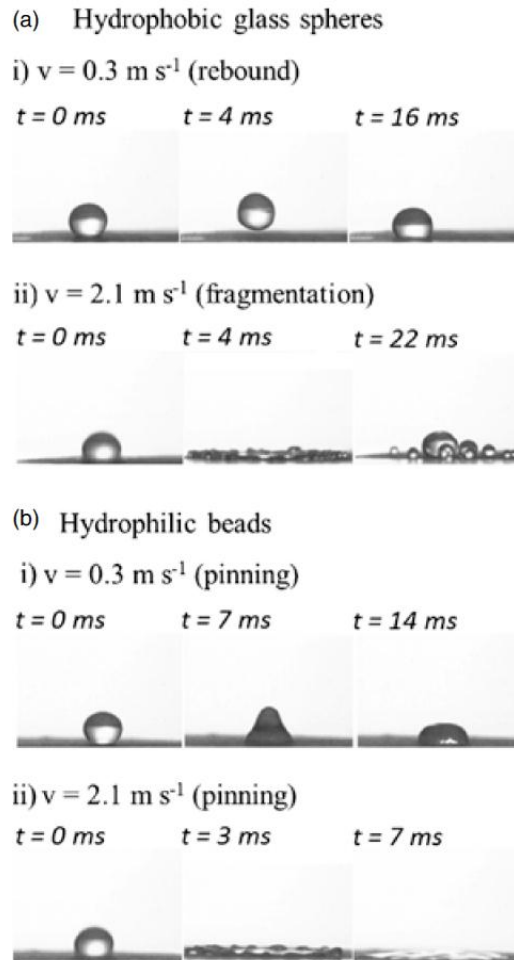 (a) Hydrophobic glass spheres
i) v = 0.3 m s⁻¹ (rebound)
t = 0 ms t = 4 ms t = 16 ms
ii) v = 2.1 m s⁻¹ (fragmentation)
t = 0 ms t = 4 ms t = 22 ms
(b) Hydrophilic beads
i) v = 0.3 m s⁻¹ (pinning)
t = 0 ms t = 7 ms t = 14 ms
ii) v = 2.1 m s⁻¹ (pinning)
t = 0 ms t = 3 ms t = 7 ms